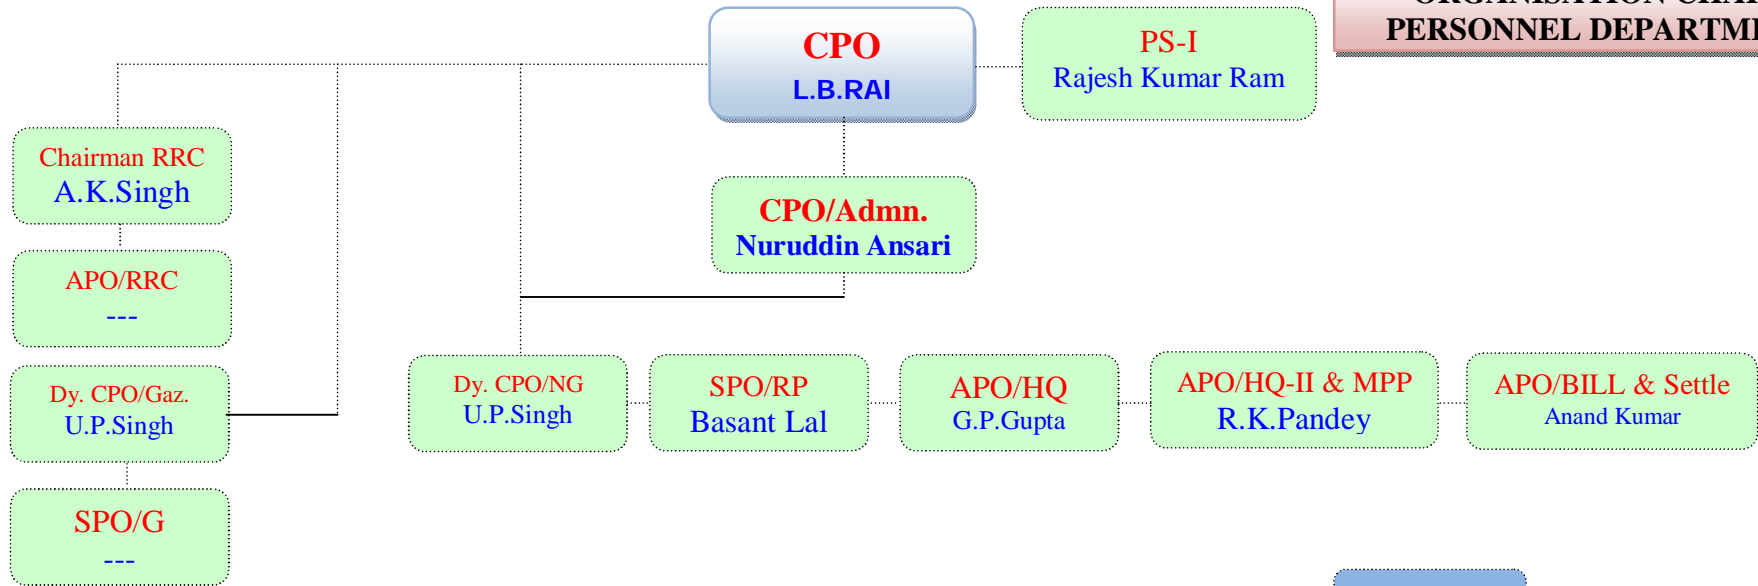 PERSONNEL
CPO
L.B.RAI
PS-I
Rajesh Kumar Ram
Chairman RRC
A.K.Singh
CPO/Admn.
Nuruddin Ansari
APO/RRC
---
Dy. CPO/Gaz.
U.P.Singh
Dy. CPO/NG
U.P.Singh
SPO/RP
Basant Lal
APO/HQ
G.P.Gupta
APO/HQ-II & MPP
R.K.Pandey
APO/BILL & Settle
Anand Kumar
SPO/G
---